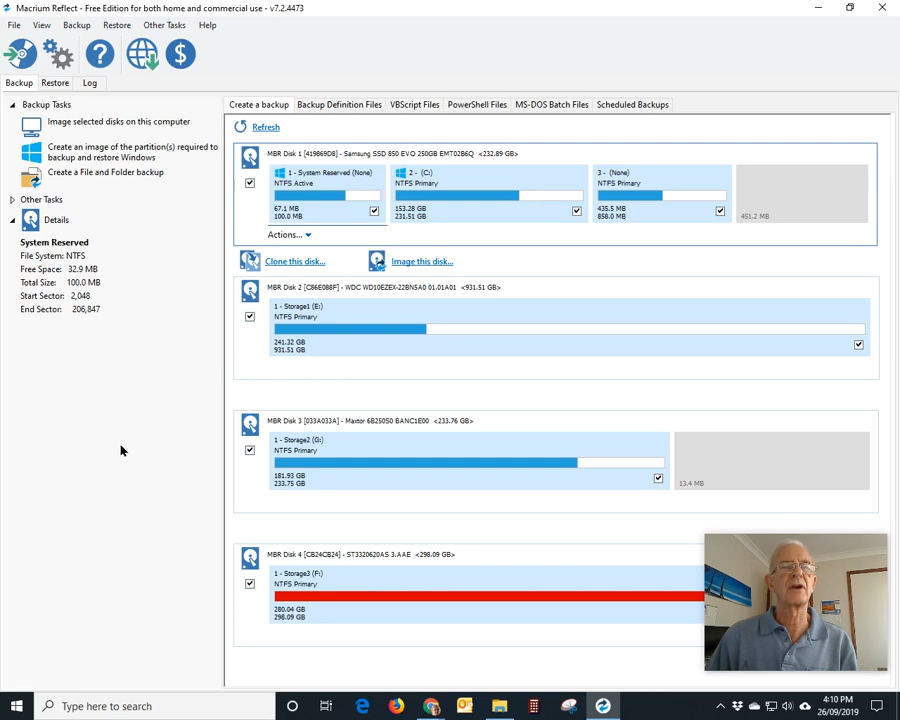 Macrium Reflect - Free Edition for both home and commercial use - v7.2.4473
File View Backup Restore Other Tasks Help
Backup Restore Log
Backup Tasks
Image selected disks on this computer
Create an image of the partition(s) required to
backup and restore Windows
Create a File and Folder backup
Other Tasks
Details
System Reserved
File System: NTFS
Free Space: 32.9 MB
Total Size: 100.0 MB
Start Sector: 2,048
End Sector: 206,847
Create a backup Backup Definition Files VBScript Files PowerShell Files MS-DOS Batch Files Scheduled Backups
Refresh
MBR Disk 1 [419869D8] - Samsung SSD 850 EVO 250GB EMT02B6Q <232.89 GB>
1 - System Reserved (None)
NTFS Active
67.1 MB
100.0 MB
2 - (C:)
NTFS Primary
153.28 GB
231.51 GB
3 - (None)
NTFS Primary
435.5 MB
858.0 MB
451.2 MB
Actions...
Clone this disk... Image this disk...
MBR Disk 2 [C86E088F] - WDC WD10EZEX-22BN5A0 01.01A01 <931.51 GB>
1 - Storage1 (E:)
NTFS Primary
241.32 GB
931.51 GB
MBR Disk 3 [033A033A] - Maxtor 6B250S0 BANC1E00 <233.76 GB>
1 - Storage2 (G:)
NTFS Primary
181.93 GB
233.75 GB
13.4 MB
MBR Disk 4 [CB24CB24] - ST3320620AS 3.AAE <298.09 GB>
1 - Storage3 (F:)
NTFS Primary
280.04 GB
298.09 GB
Type here to search
4:10 PM
26/09/2019